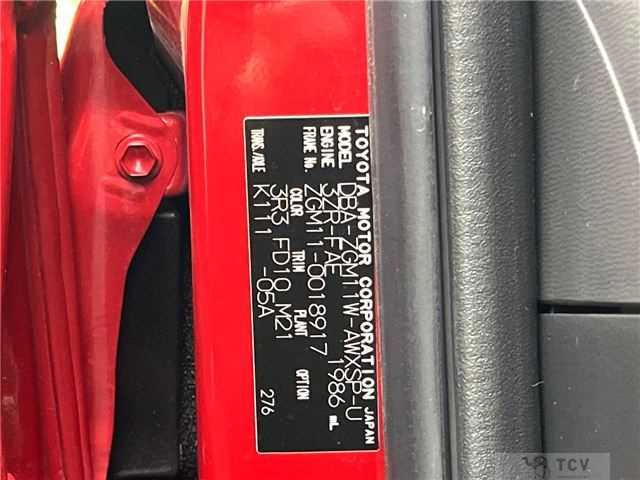 TOYOTA MOTOR CORPORATION JAPAN
MODEL DBA-ZGM11W-AWXSP-U
ENGINE 3ZR-FAE 1986 mL
FRAME No. ZGM11-0018917
COLOR TRIM PLANT OPTION
3R3 FD10 M21
TRANS./AXLE K111 -05A 276
TCV